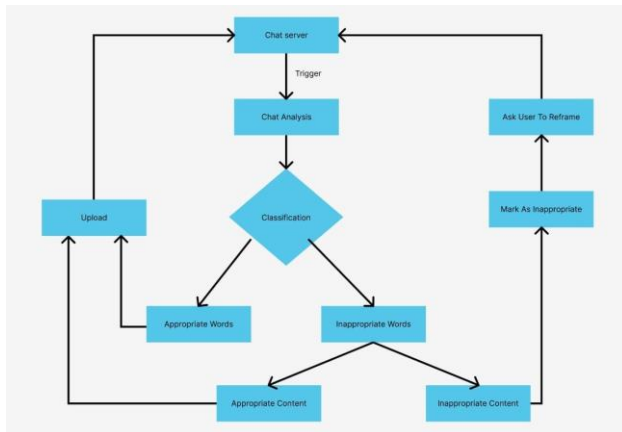 Chat server
Trigger
Chat Analysis
Ask User To Reframe
Upload
Classification
Mark As Inappropriate
Appropriate Words
Inappropriate Words
Appropriate Content
Inappropriate Content